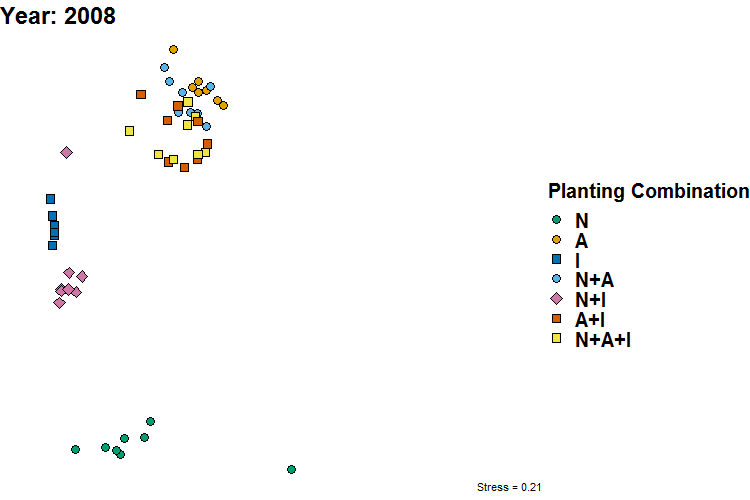 Year: 2008
Planting Combination
N
A
I
N+A
N+I
A+I
N+A+I
Stress = 0.21